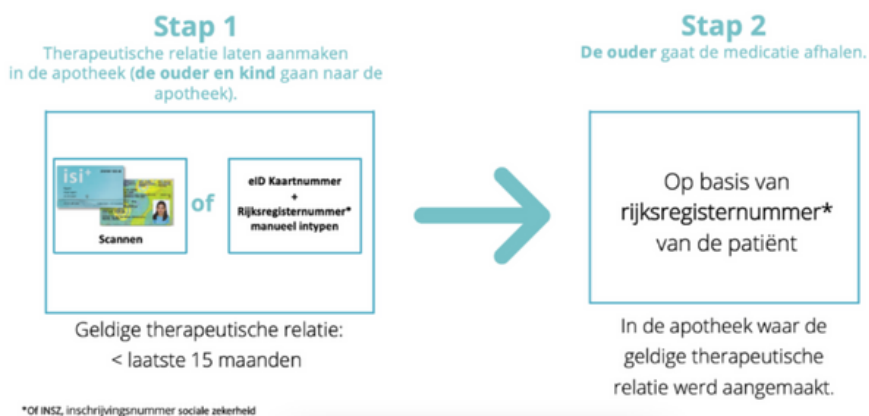 Stap 1
Therapeutische relatie laten aanmaken
in de apotheek (de ouder en kind gaan naar de
apotheek).
isi+
Scannen
of
eID Kaartnummer
+
Rijksregisternummer*
manueel intypen
Geldige therapeutische relatie:
< laatste 15 maanden
Stap 2
De ouder gaat de medicatie afhalen.
Op basis van
rijksregisternummer*
van de patiënt
In de apotheek waar de
geldige therapeutische
relatie werd aangemaakt.
*Of INSZ, inschrijvingsnummer sociale zekerheid